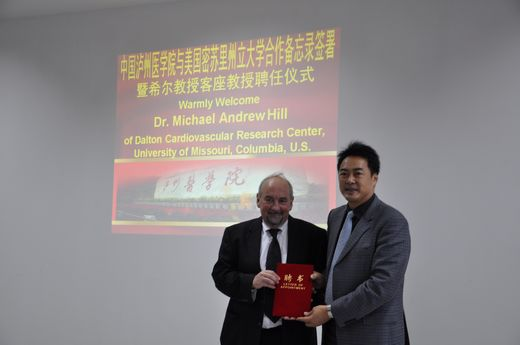 中国泸州医学院与美国密苏里州立大学合作备忘录签署
暨希尔教授客座教授聘任仪式
Warmly Welcome
Dr. Michael Andrew Hill
of Dalton Cardiovascular Research Center,
University of Missouri, Columbia, U.S.
泸州医学院
聘书
LETTER OF
APPOINTMENT